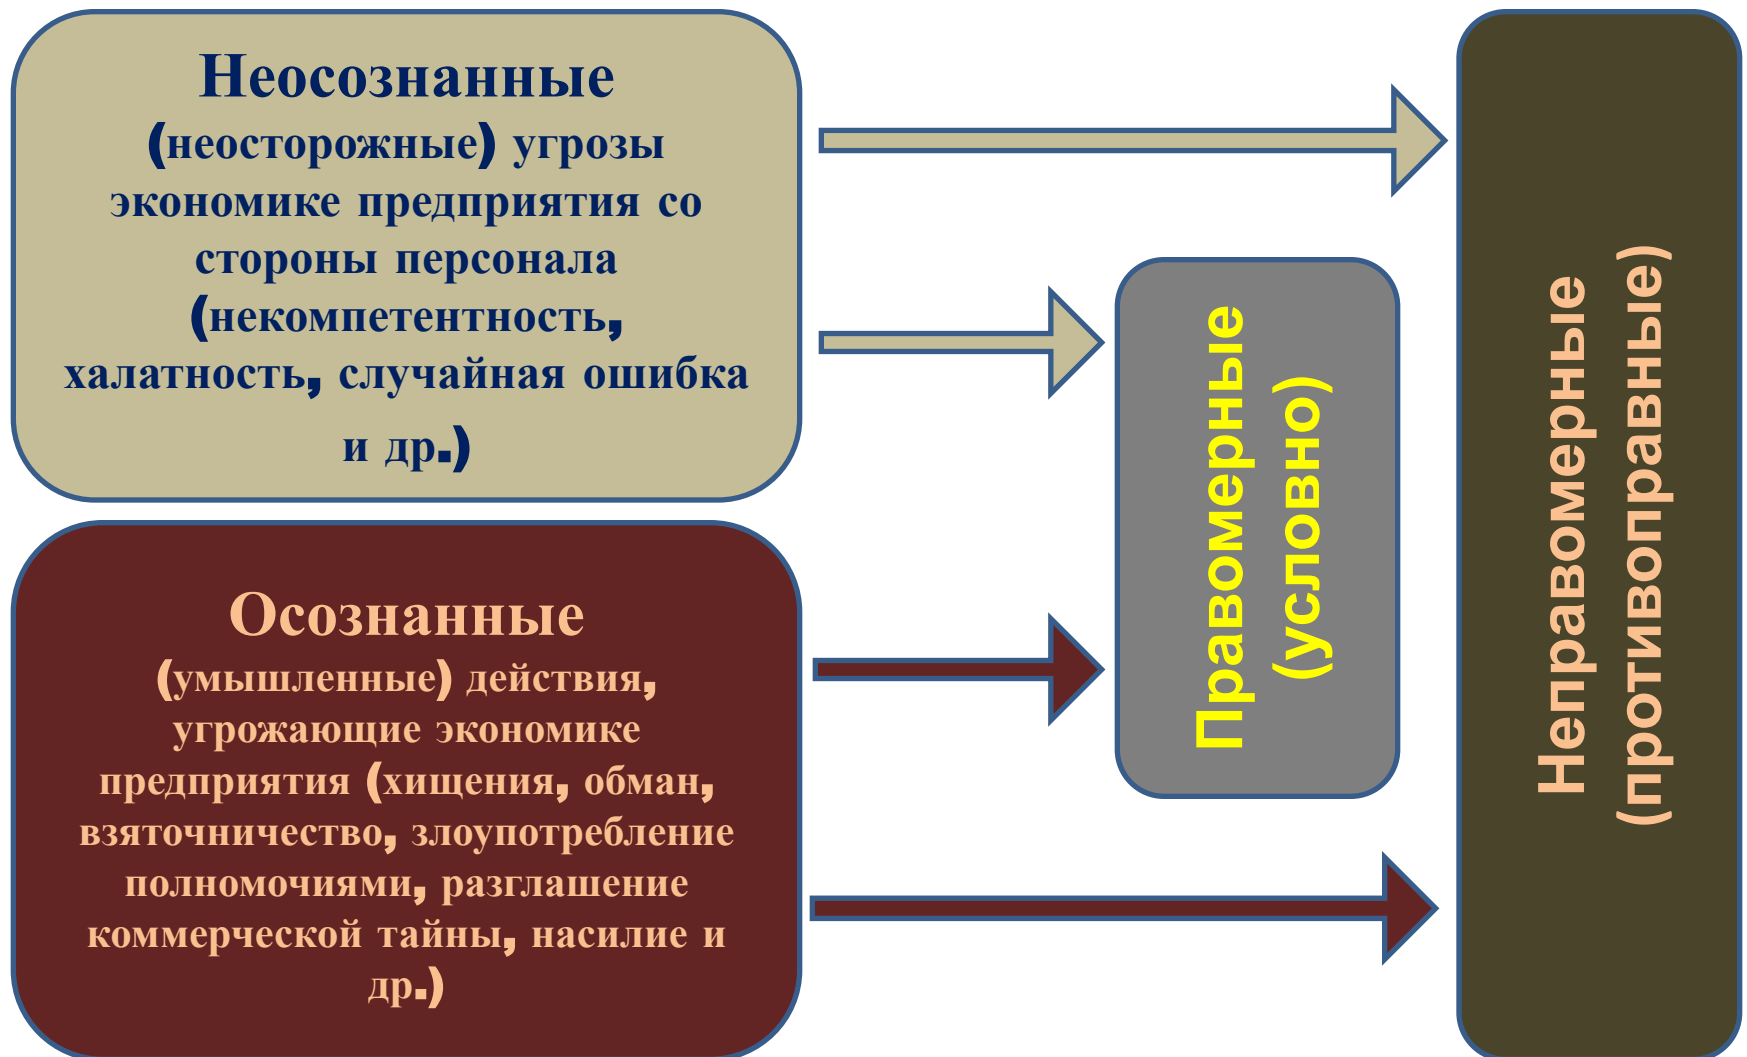 Неосознанные
(неосторожные) угрозы
экономике предприятия со
стороны персонала
(некомпетентность,
халатность, случайная ошибка
и др.)
Осознанные
(умышленные) действия,
угрожающие экономике
предприятия (хищения, обман,
взяточничество, злоупотребление
полномочиями, разглашение
коммерческой тайны, насилие и
др.)
Правомерные
(условно)
Неправомерные
(противоправные)